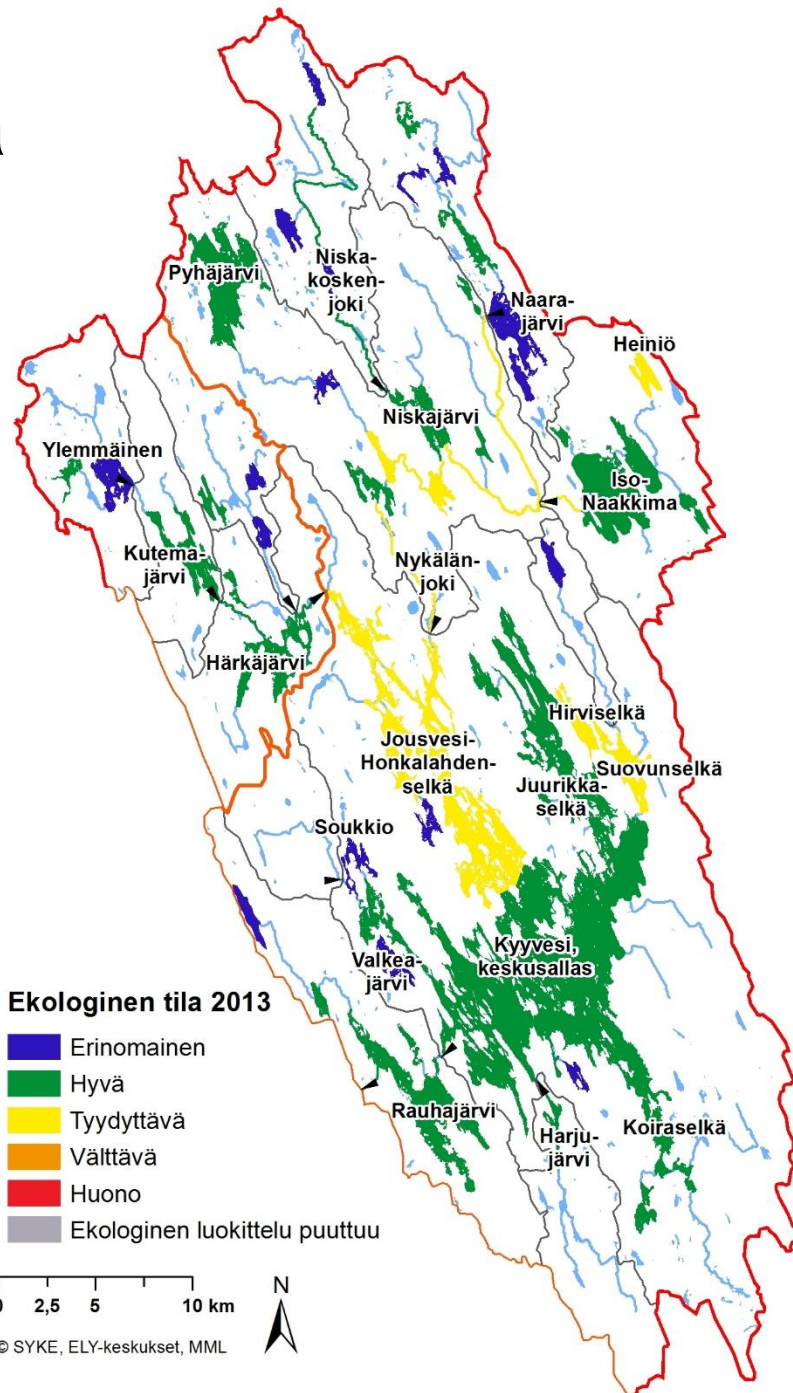 Pyhäjärvi
Niska-
kosken-
joki
Naara-
järvi
Heiniö
Niskajärvi
Ylemmäinen
Iso-
Naakkima
Kutema-
järvi
Nykälän-
joki
Härkäjärvi
Hirviselkä
Jousvesi-
Honkalahden-
selkä
Suovunselkä
Juurikka-
selkä
Soukkio
Kyyvesi,
keskusallas
Valkea-
järvi
Rauhajärvi
Harju-
järvi
Koiraselkä
Ekologinen tila 2013
Erinomainen
Hyvä
Tyydyttävä
Välttävä
Huono
Ekologinen luokittelu puuttuu
0 2,5 5 10 km
N
© SYKE, ELY-keskukset, MML